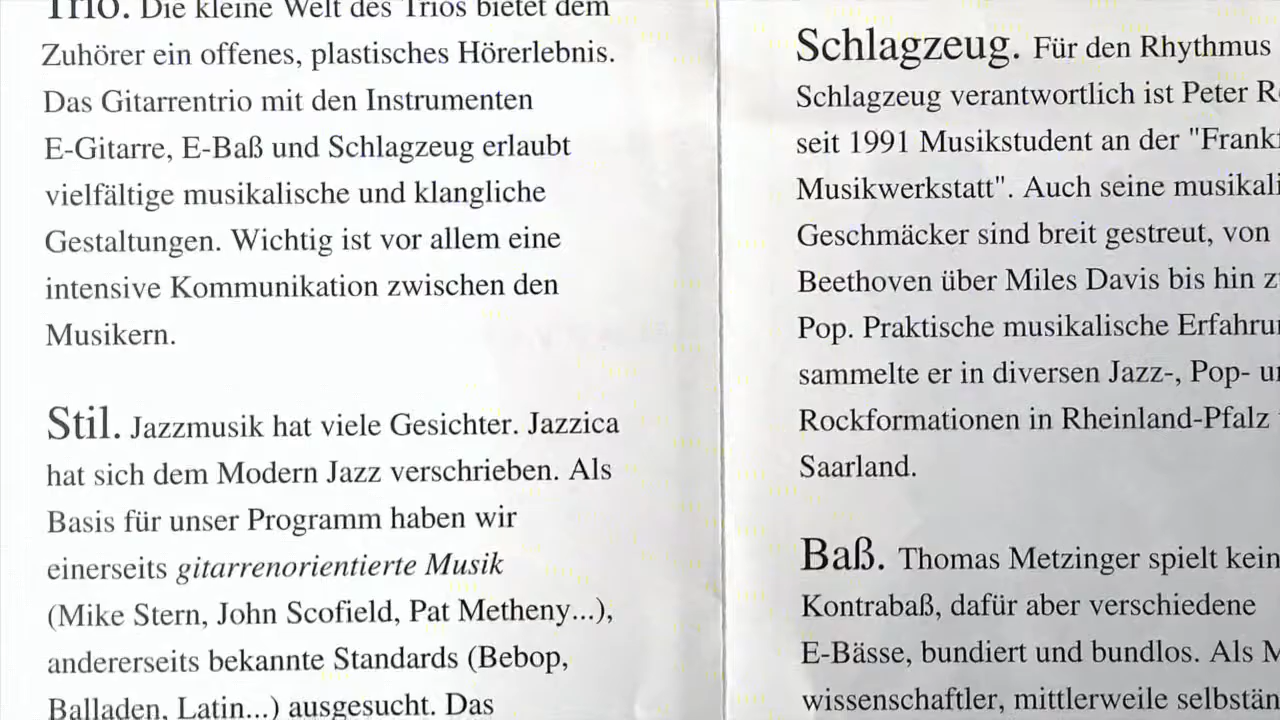 Trio. Die kleine Welt des Trios bietet dem
Zuhörer ein offenes, plastisches Hörerlebnis.
Das Gitarrentrio mit den Instrumenten
E-Gitarre, E-Baß und Schlagzeug erlaubt
vielfältige musikalische und klangliche
Gestaltungen. Wichtig ist vor allem eine
intensive Kommunikation zwischen den
Musikern.
Stil. Jazzmusik hat viele Gesichter. Jazzica
hat sich dem Modern Jazz verschrieben. Als
Basis für unser Programm haben wir
einerseits gitarrenorientierte Musik
(Mike Stern, John Scofield, Pat Metheny...),
andererseits bekannte Standards (Bebop,
Balladen, Latin...) ausgesucht. Das
Schlagzeug. Für den Rhythmus
Schlagzeug verantwortlich ist Peter
seit 1991 Musikstudent an der
Musikwerkstatt". Auch seine
Geschmäcker sind breit gestreut, von
Beethoven über Miles Davis bis hin
Pop. Praktische musikalische
sammelte er in diversen Jazz-, Pop-
Rockformationen in Rheinland-Pfalz
Saarland.
Baß. Thomas Metzinger spielt
Kontrabaß, dafür aber verschiedene
E-Bässe, bundiert und bundlos. Als
wissenschaftler, mittlerweile